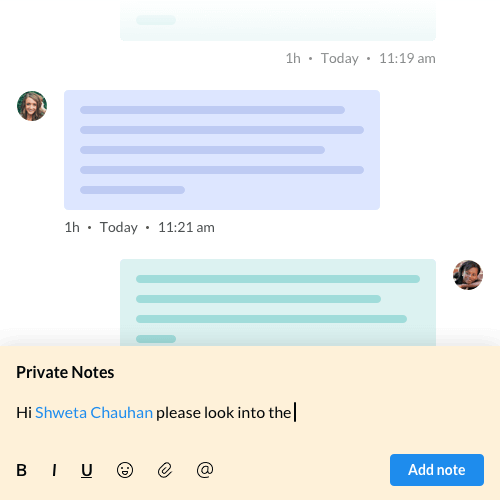 1h • Today • 11:19 am
1h • Today • 11:21 am
Private Notes
Hi Shweta Chauhan please look into the
B I U @ Add note